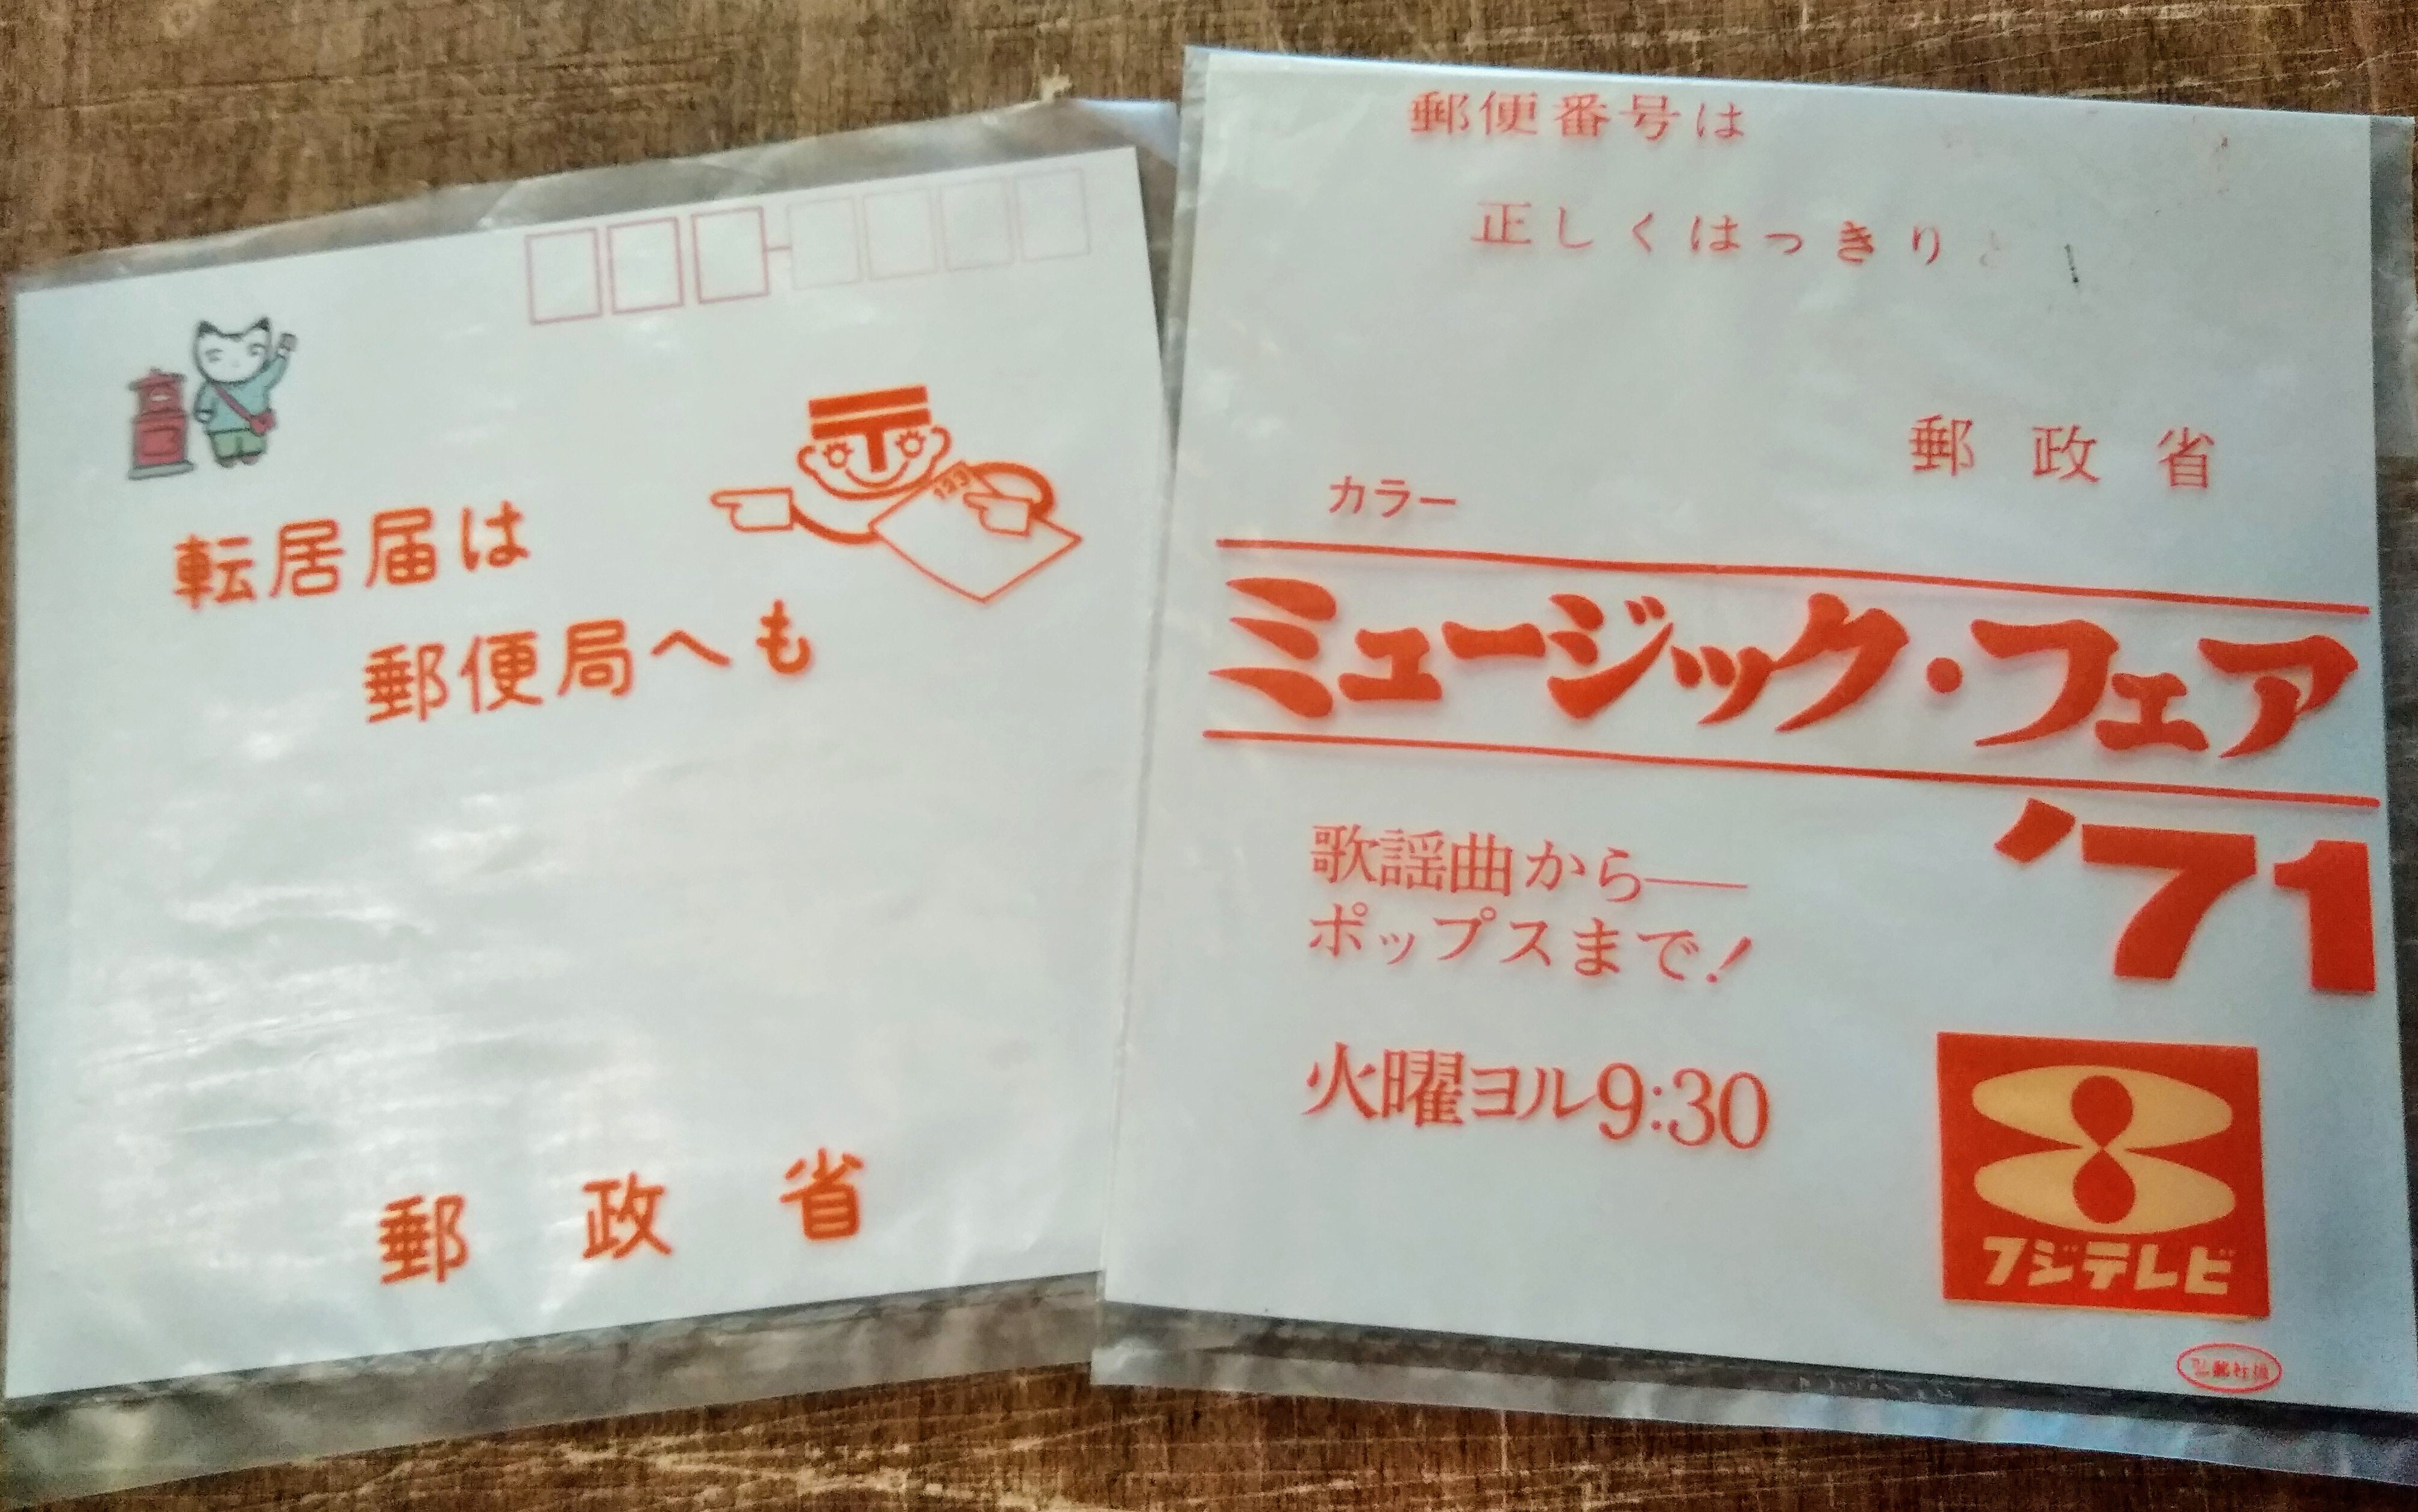 転居届は
郵便局へも
123
郵政省
郵便番号は
正しくはっきり
郵政省
カラー
ミュージック・フェア
'71
歌謡曲から——
ポップスまで!
火曜ヨル9:30
8
フジテレビ